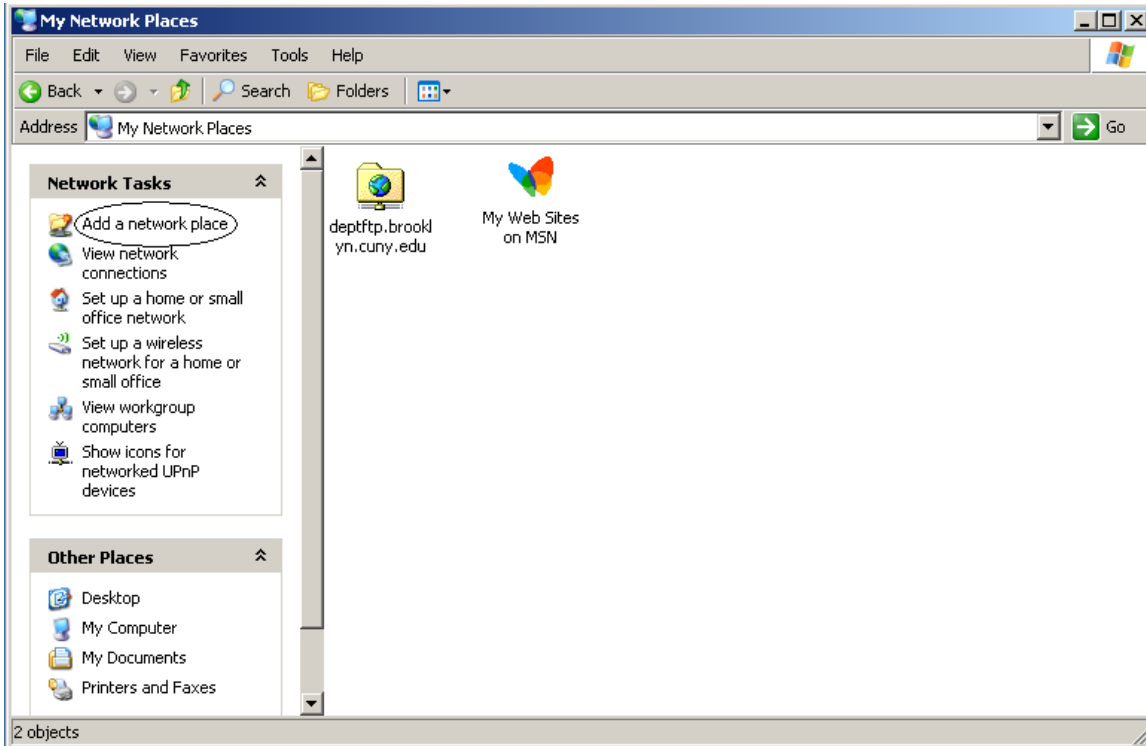 My Network Places
File Edit View Favorites Tools Help
Back Search Folders
Address My Network Places Go
Network Tasks
Add a network place
View network
connections
Set up a home or small
office network
Set up a wireless
network for a home or
small office
View workgroup
computers
Show icons for
networked UPnP
devices
Other Places
Desktop
My Computer
My Documents
Printers and Faxes
deptftp.brookl
yn.cuny.edu
My Web Sites
on MSN
2 objects